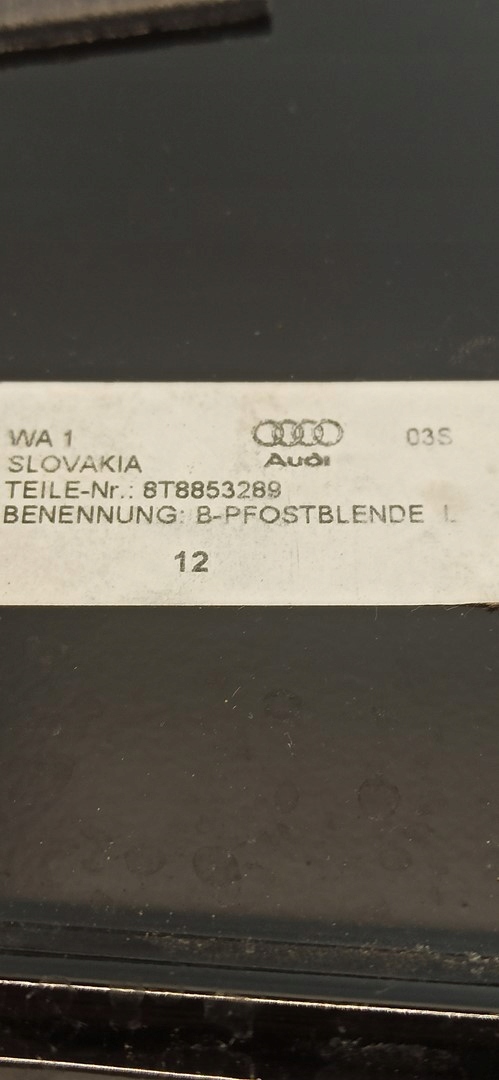 WA 1 Audi 03S
SLOVAKIA
TEILE-Nr.: 8T8853289
BENENNUNG: B-PFOSTBLENDE L
12